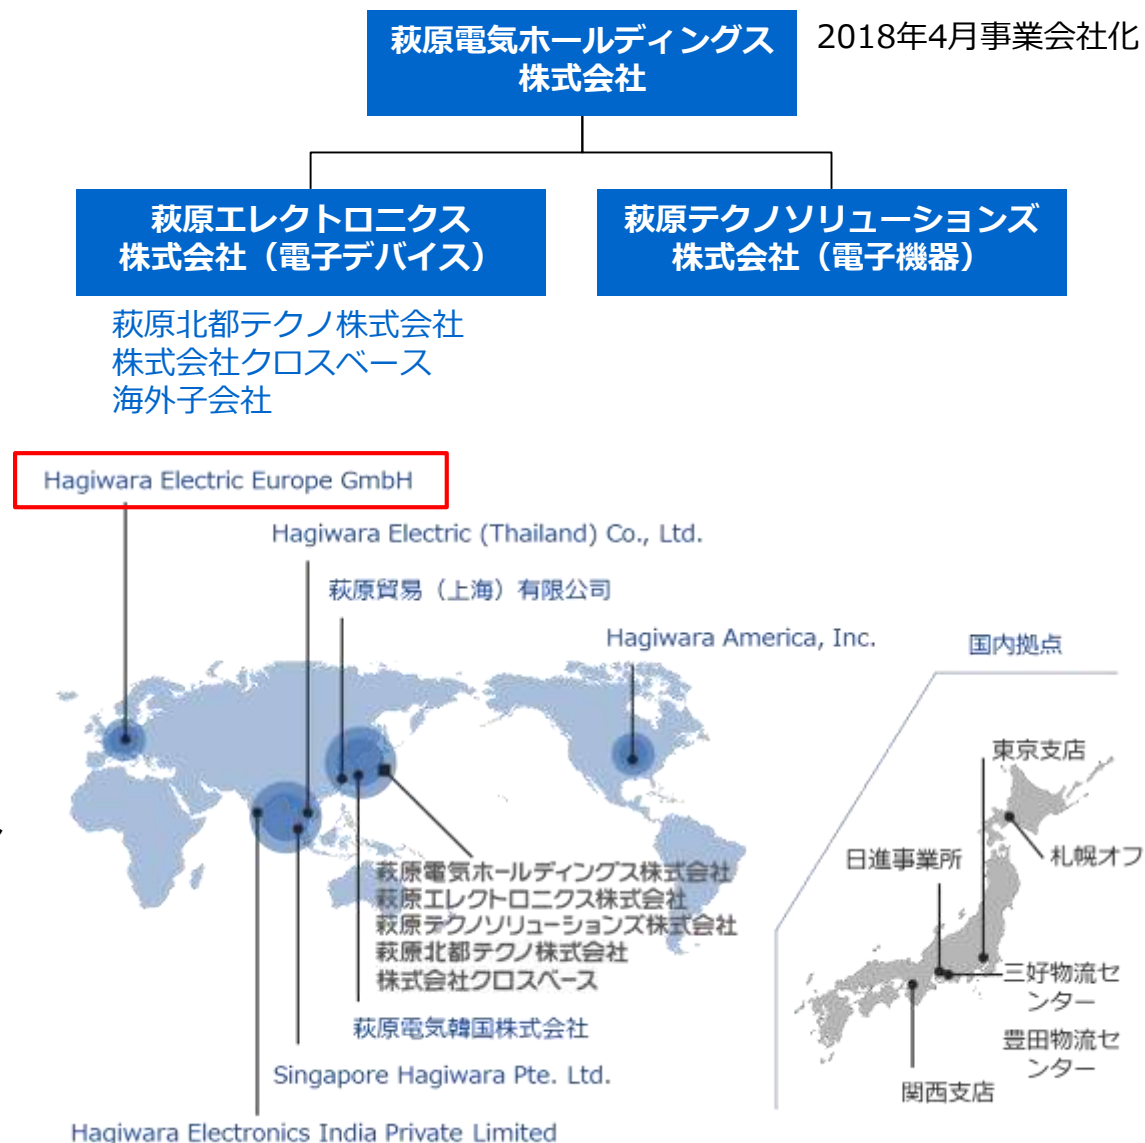 萩原電気ホールディングス
株式会社
2018年4月事業会社化
萩原エレクトロニクス
株式会社（電子デバイス）
萩原テクノソリューションズ
株式会社（電子機器）
萩原北都テクノ株式会社
株式会社クロスベース
海外子会社
Hagiwara Electric Europe GmbH
Hagiwara Electric (Thailand) Co., Ltd.
萩原貿易（上海）有限公司
Hagiwara America, Inc.
国内拠点
東京支店
日進事業所
札幌オフ
萩原電気ホールディングス株式会社
萩原エレクトロニクス株式会社
萩原テクノソリューションズ株式会社
萩原北都テクノ株式会社
株式会社クロスベース
三好物流セ
ンター
萩原電気韓国株式会社
豊田物流セ
ンター
Singapore Hagiwara Pte. Ltd.
関西支店
Hagiwara Electronics India Private Limited